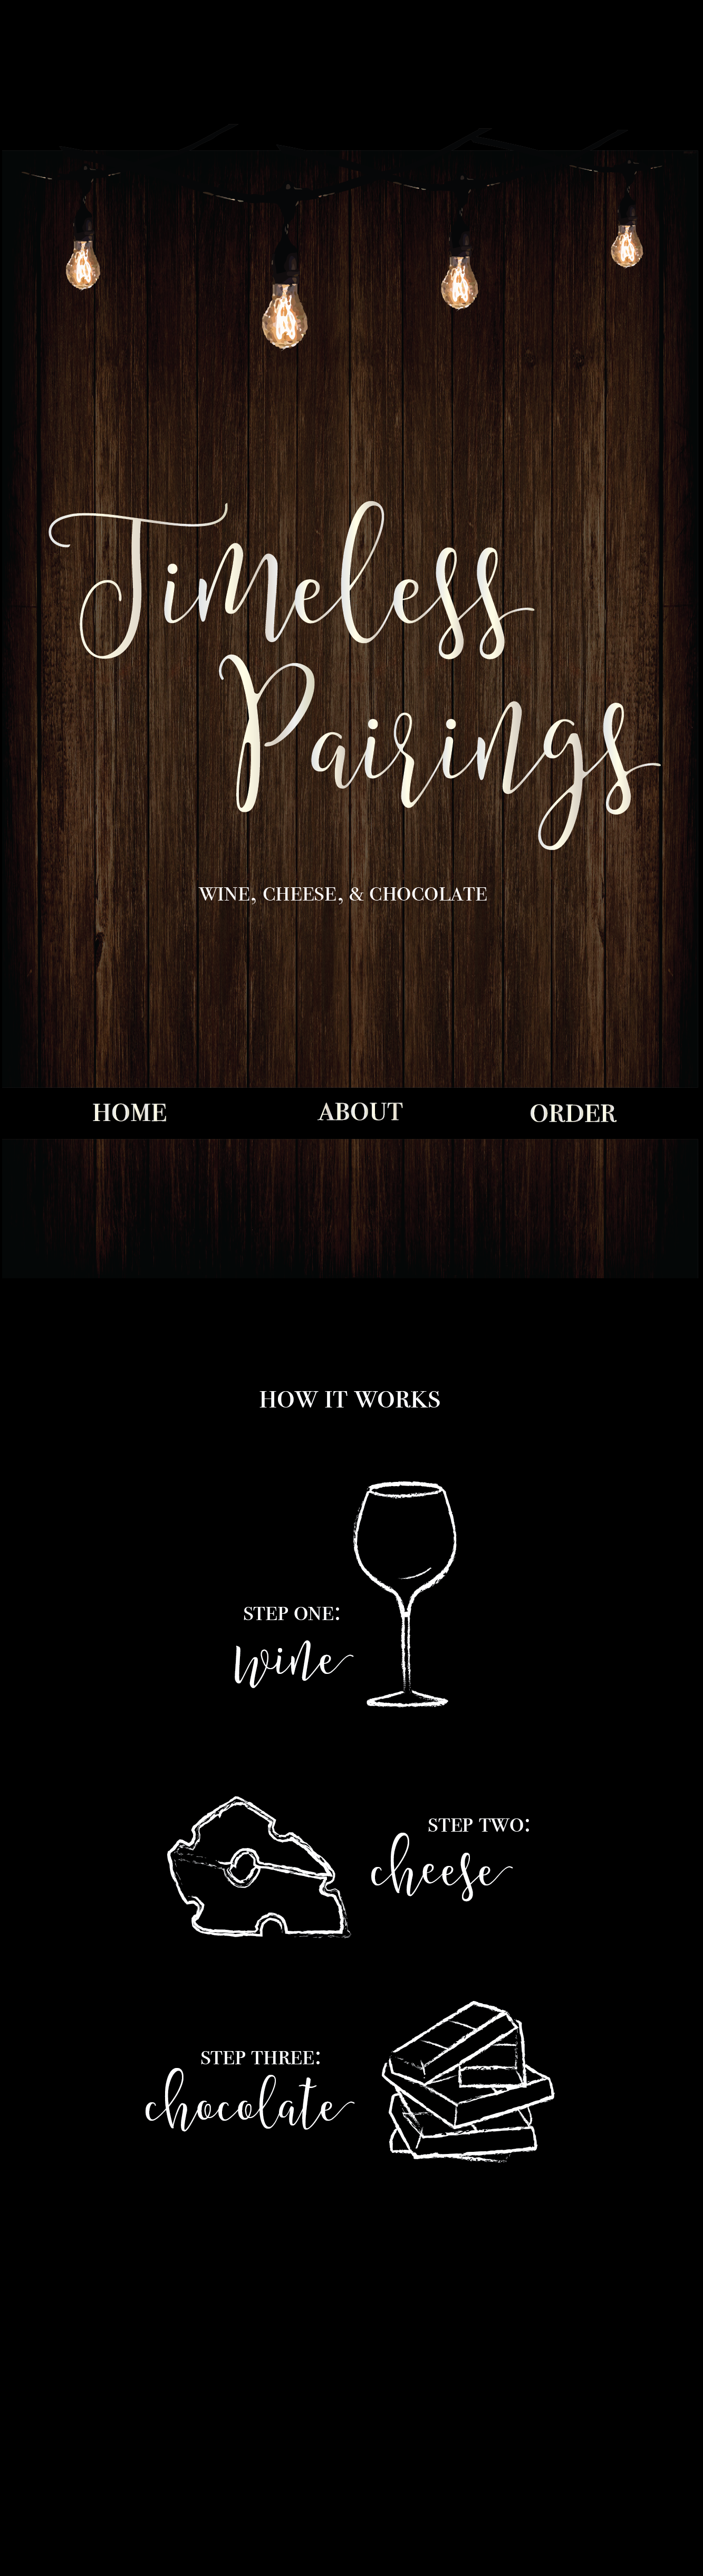 Timeless
Pairings
WINE, CHEESE, & CHOCOLATE
HOME ABOUT ORDER
HOW IT WORKS
STEP ONE:
wine
STEP TWO:
cheese
STEP THREE:
chocolate